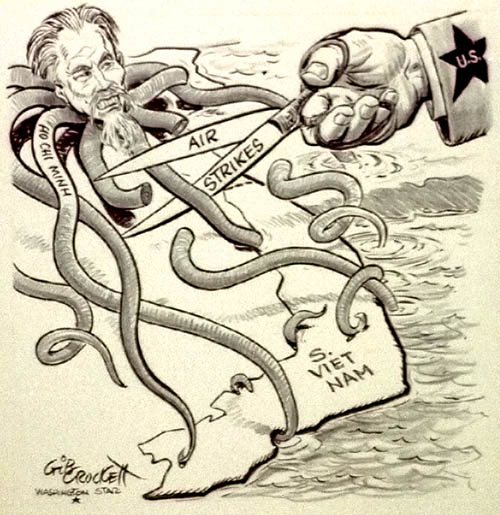 U.S.
AIR
STRIKES
HO CHI MINH
S.
VIET
NAM
Gib
Crockett
WASHINGTON STAR